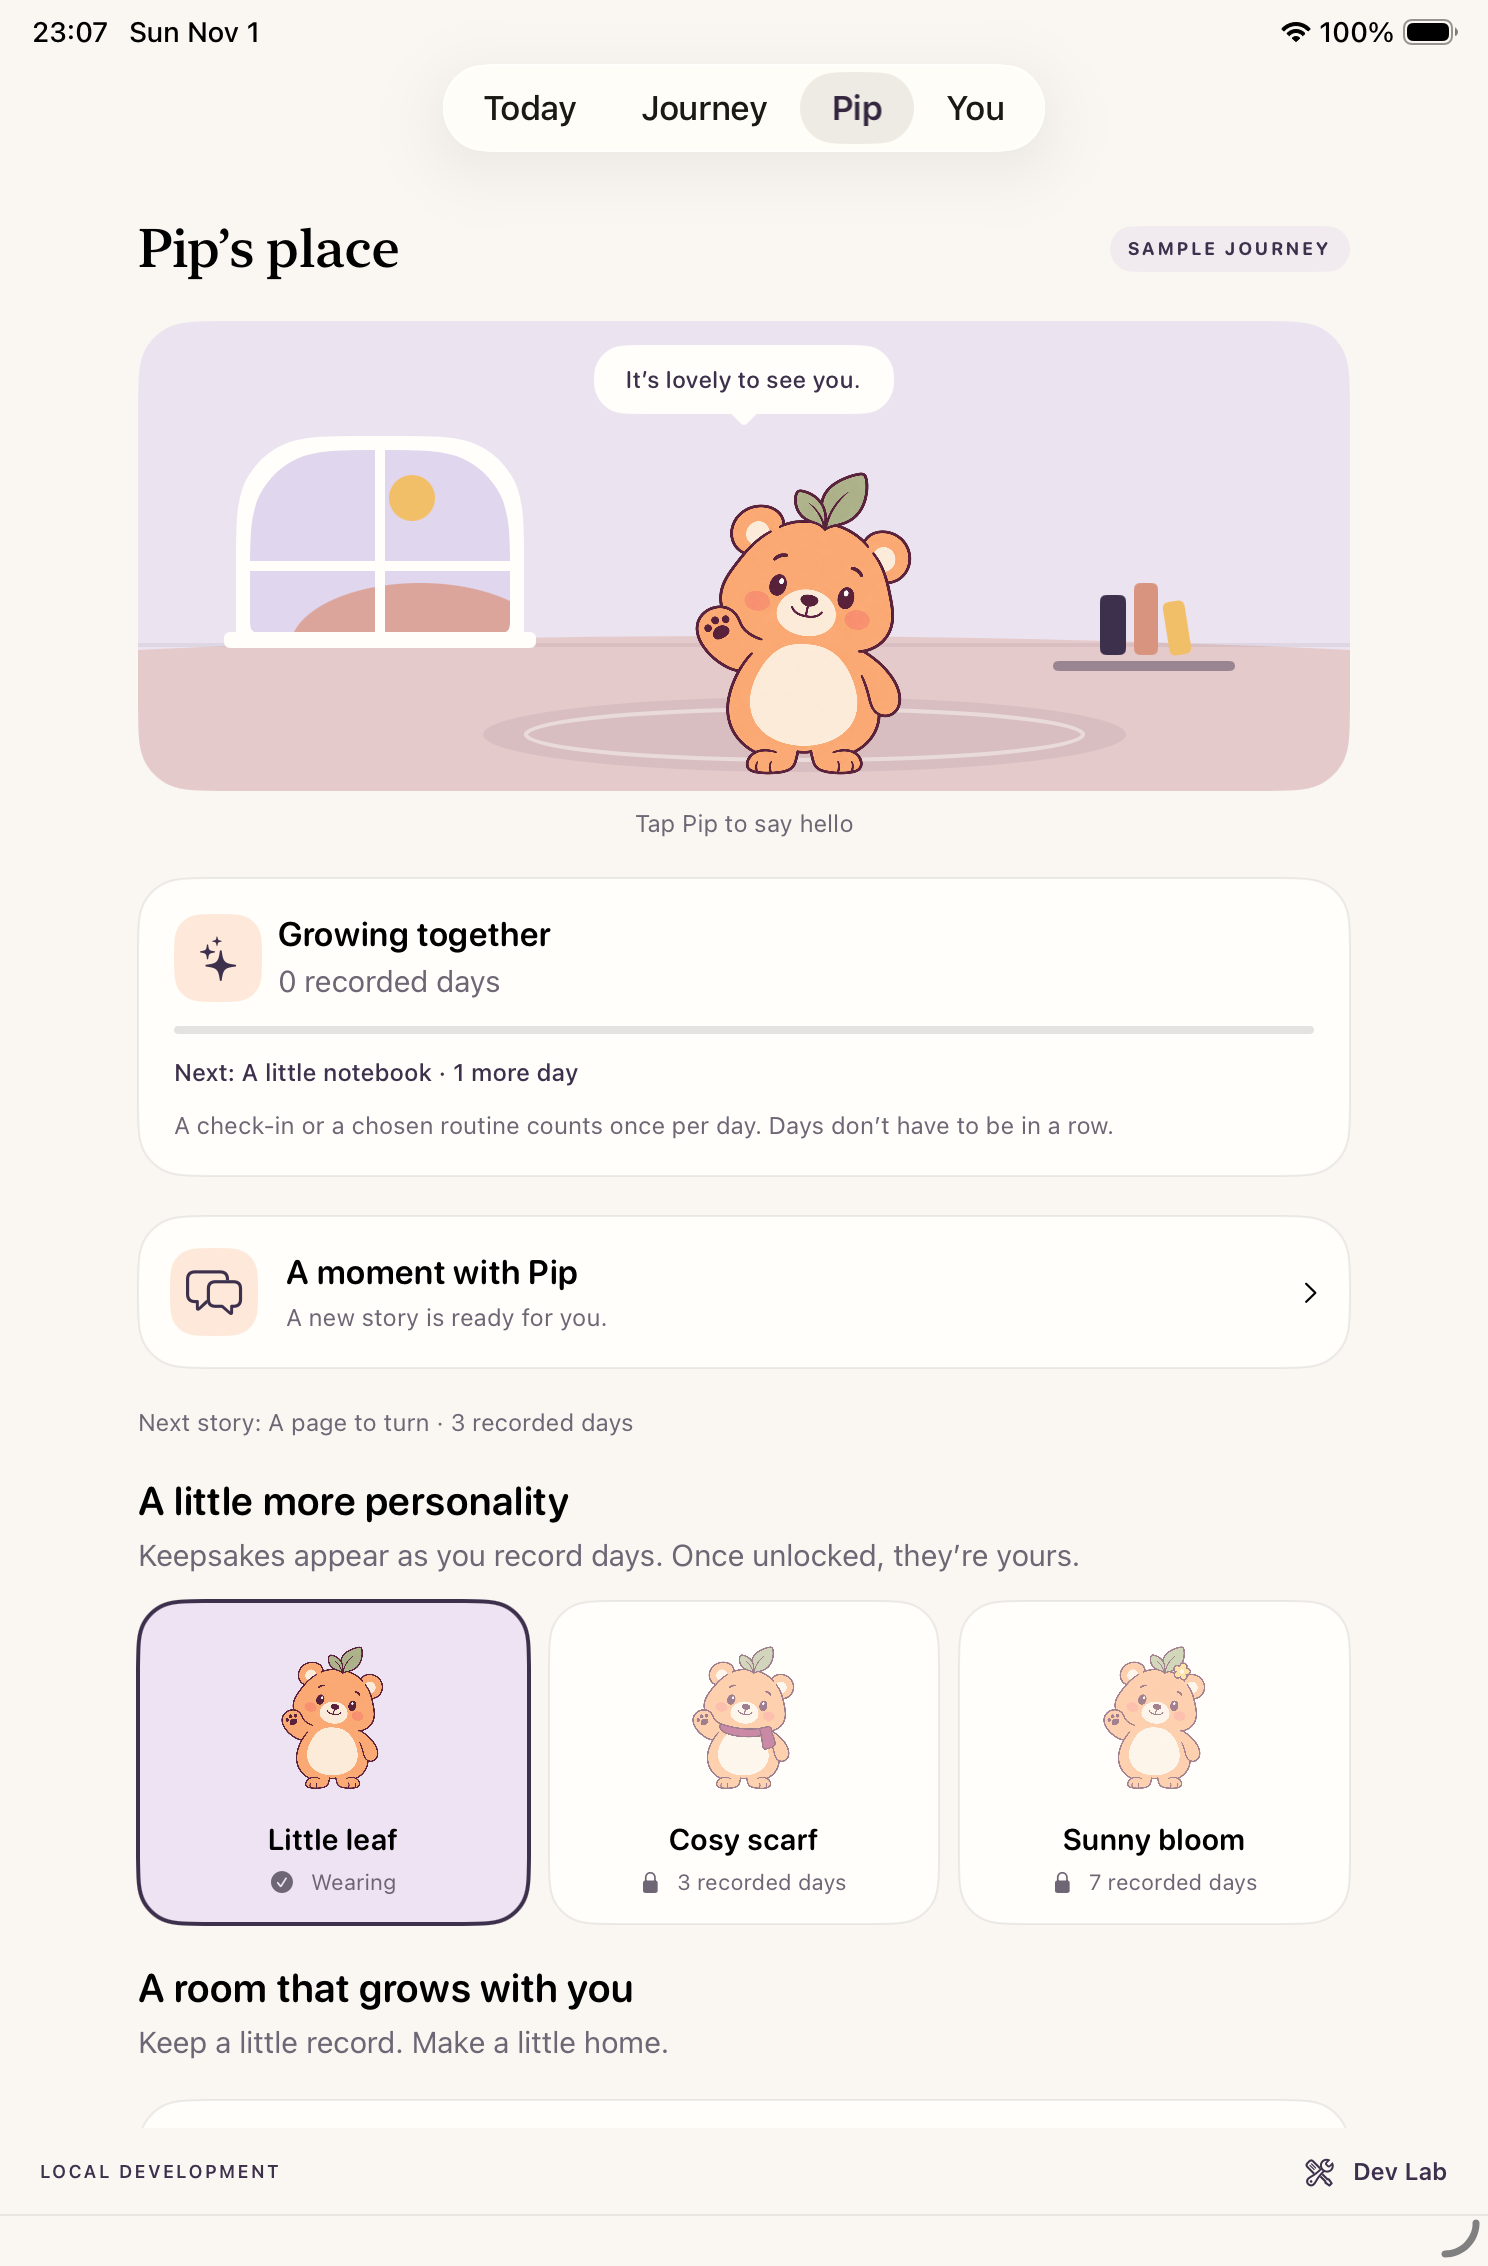 23:07 Sun Nov 1
100%
Today Journey Pip You
Pip’s place
SAMPLE JOURNEY
It’s lovely to see you.
Tap Pip to say hello
Growing together
0 recorded days
Next: A little notebook · 1 more day
A check-in or a chosen routine counts once per day. Days don’t have to be in a row.
A moment with Pip
A new story is ready for you.
Next story: A page to turn · 3 recorded days
A little more personality
Keepsakes appear as you record days. Once unlocked, they’re yours.
Little leaf
Wearing
Cosy scarf
3 recorded days
Sunny bloom
7 recorded days
A room that grows with you
Keep a little record. Make a little home.
LOCAL DEVELOPMENT
Dev Lab